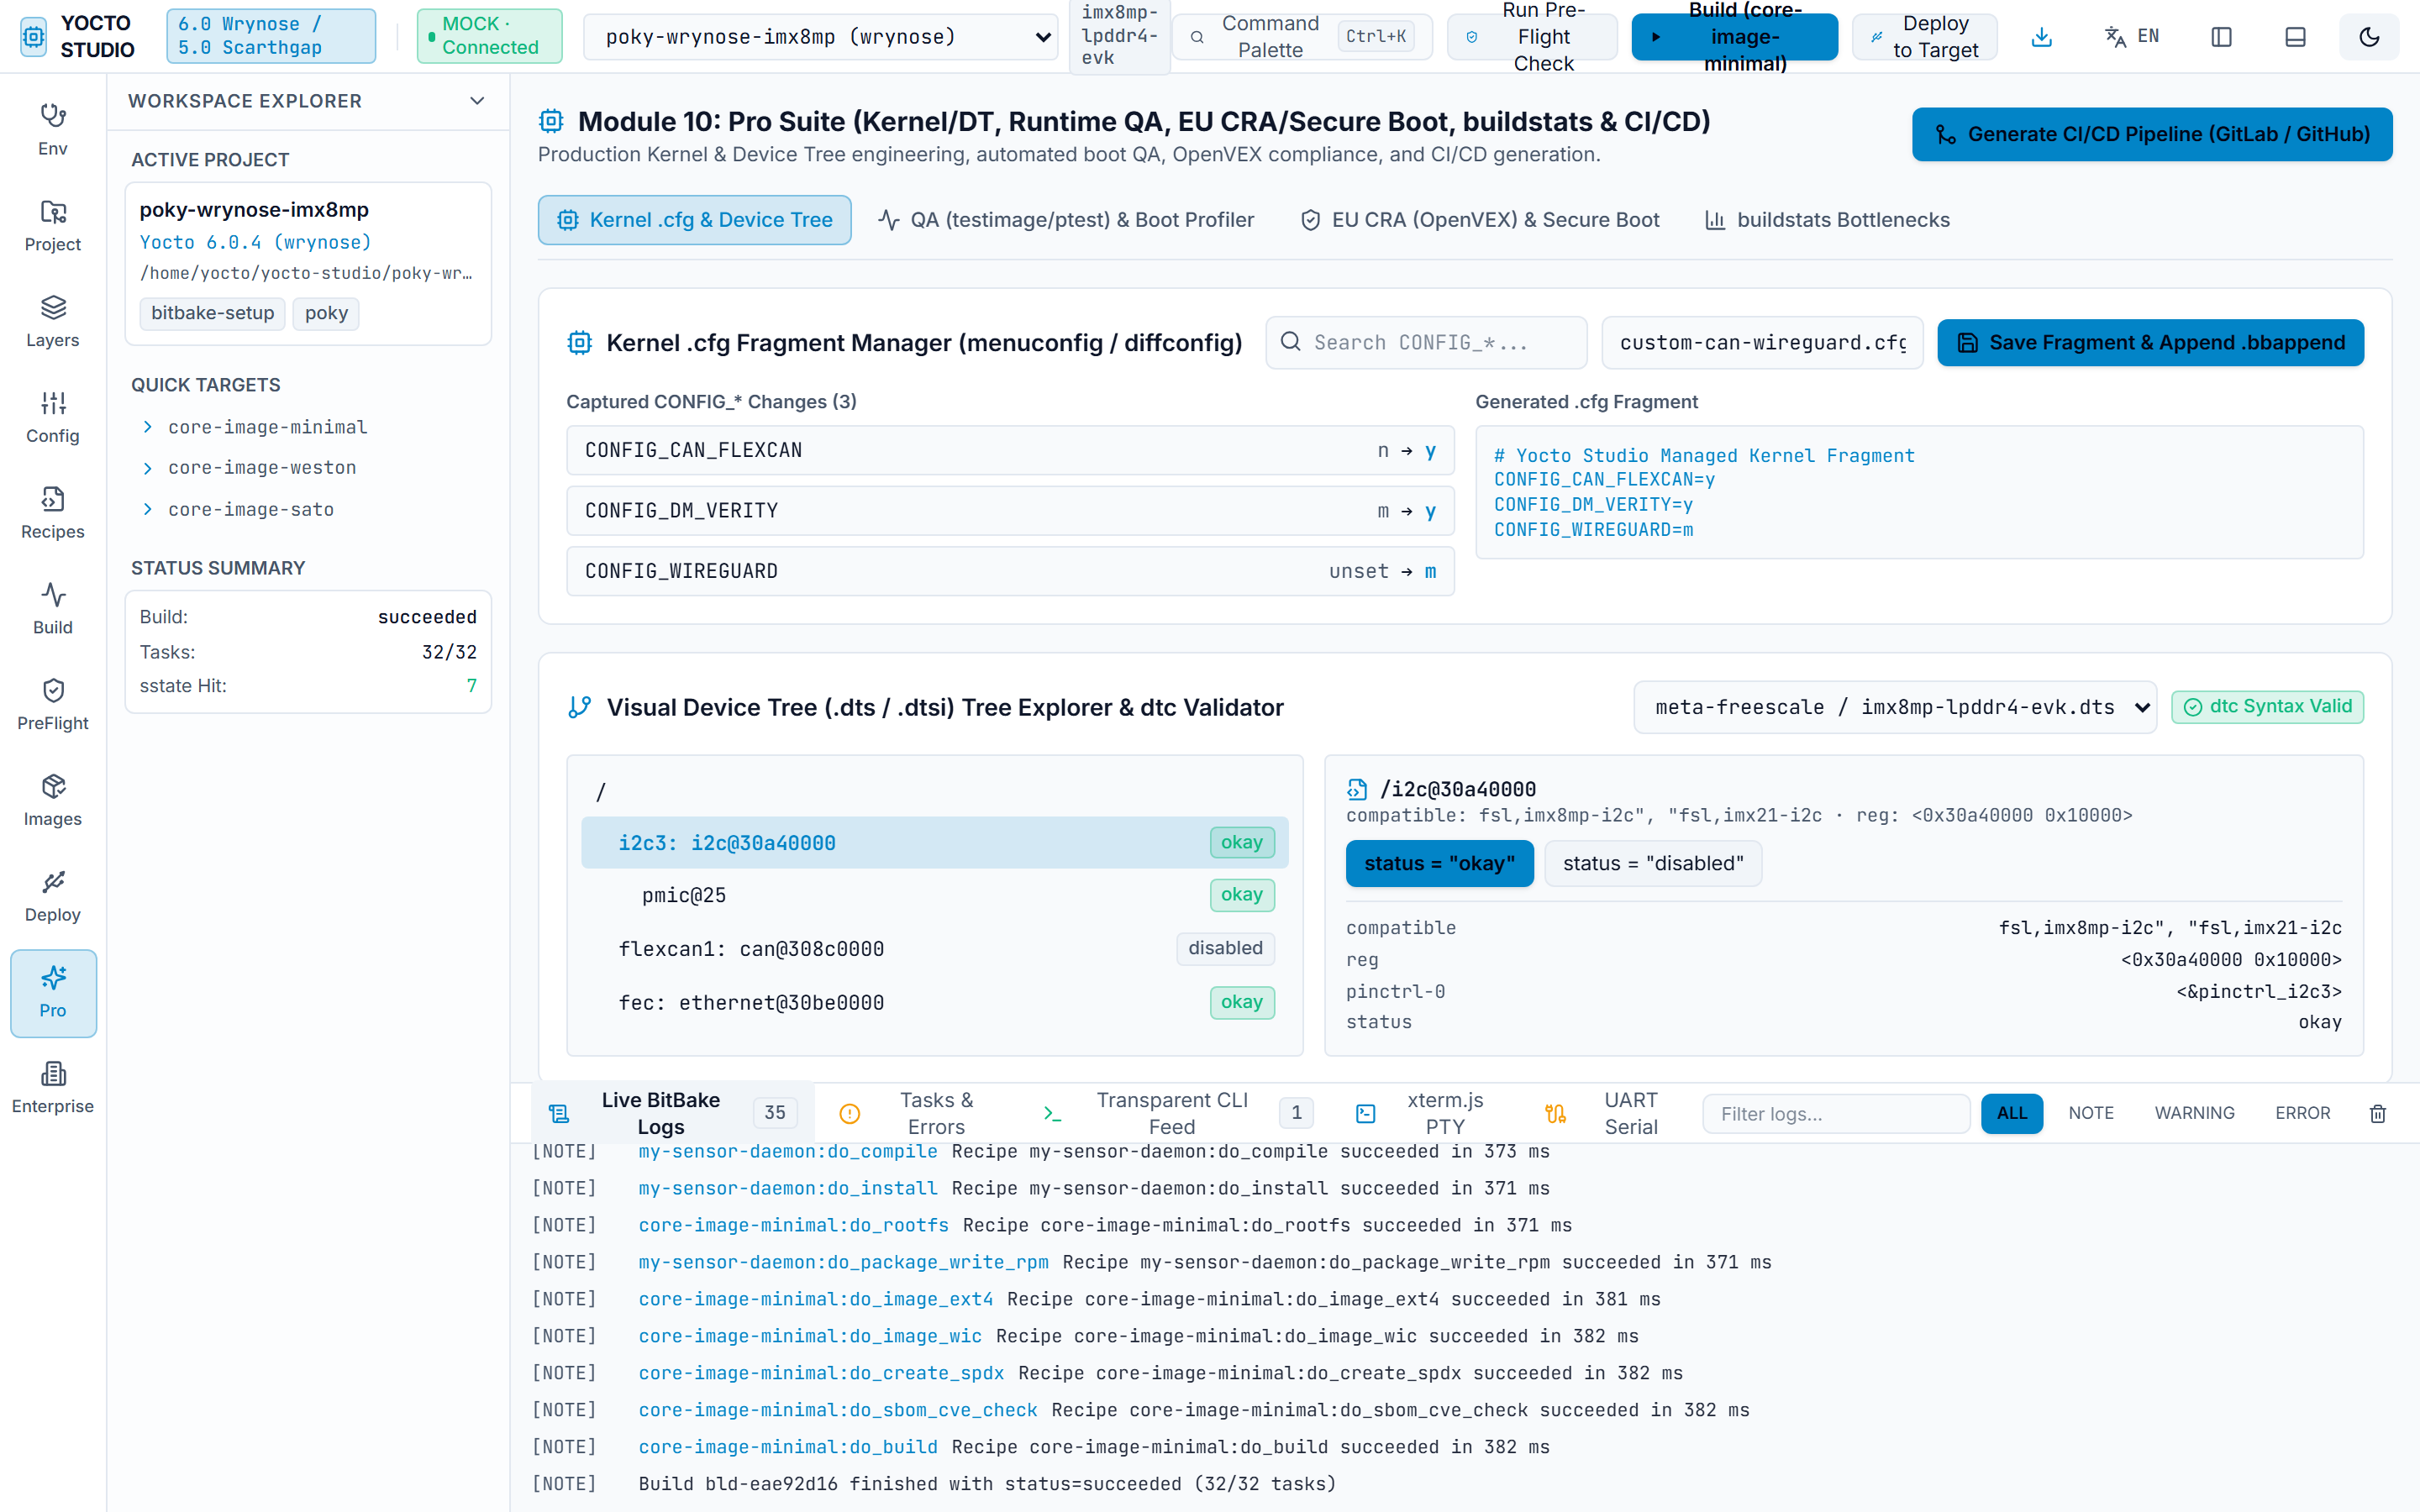 YOCTO STUDIO
6.0 Wrynose / 5.0 Scarthgap
MOCK · Connected
poky-wrynose-imx8mp (wrynose)
imx8mp-lpddr4-evk
Command Palette
Ctrl+K
Run Pre-Flight Check
Build (core-image-minimal)
Deploy to Target
EN
Env
Project
Layers
Config
Recipes
Build
PreFlight
Images
Deploy
Pro
Enterprise
WORKSPACE EXPLORER
ACTIVE PROJECT
poky-wrynose-imx8mp
Yocto 6.0.4 (wrynose)
/home/yocto/yocto-studio/poky-wr…
bitbake-setup
poky
QUICK TARGETS
core-image-minimal
core-image-weston
core-image-sato
STATUS SUMMARY
Build: succeeded
Tasks: 32/32
sstate Hit: 7
Module 10: Pro Suite (Kernel/DT, Runtime QA, EU CRA/Secure Boot, buildstats & CI/CD)
Production Kernel & Device Tree engineering, automated boot QA, OpenVEX compliance, and CI/CD generation.
Generate CI/CD Pipeline (GitLab / GitHub)
Kernel .cfg & Device Tree
QA (testimage/ptest) & Boot Profiler
EU CRA (OpenVEX) & Secure Boot
buildstats Bottlenecks
Kernel .cfg Fragment Manager (menuconfig / diffconfig)
Search CONFIG_*...
custom-can-wireguard.cfg
Save Fragment & Append .bbappend
Captured CONFIG_* Changes (3)
CONFIG_CAN_FLEXCAN n → y
CONFIG_DM_VERITY m → y
CONFIG_WIREGUARD unset → m
Generated .cfg Fragment
# Yocto Studio Managed Kernel Fragment
CONFIG_CAN_FLEXCAN=y
CONFIG_DM_VERITY=y
CONFIG_WIREGUARD=m
Visual Device Tree (.dts / .dtsi) Tree Explorer & dtc Validator
meta-freescale / imx8mp-lpddr4-evk.dts
dtc Syntax Valid
/
i2c3: i2c@30a40000 okay
pmic@25 okay
flexcan1: can@308c0000 disabled
fec: ethernet@30be0000 okay
/i2c@30a40000
compatible: fsl,imx8mp-i2c", "fsl,imx21-i2c · reg: <0x30a40000 0x10000>
status = "okay"
status = "disabled"
compatible fsl,imx8mp-i2c", "fsl,imx21-i2c
reg <0x30a40000 0x10000>
pinctrl-0 <&pinctrl_i2c3>
status okay
Live BitBake Logs 35
Tasks & Errors
Transparent CLI Feed 1
xterm.js PTY
UART Serial
Filter logs...
ALL
NOTE
WARNING
ERROR
[NOTE] my-sensor-daemon:do_compile Recipe my-sensor-daemon:do_compile succeeded in 373 ms
[NOTE] my-sensor-daemon:do_install Recipe my-sensor-daemon:do_install succeeded in 371 ms
[NOTE] core-image-minimal:do_rootfs Recipe core-image-minimal:do_rootfs succeeded in 371 ms
[NOTE] my-sensor-daemon:do_package_write_rpm Recipe my-sensor-daemon:do_package_write_rpm succeeded in 371 ms
[NOTE] core-image-minimal:do_image_ext4 Recipe core-image-minimal:do_image_ext4 succeeded in 381 ms
[NOTE] core-image-minimal:do_image_wic Recipe core-image-minimal:do_image_wic succeeded in 382 ms
[NOTE] core-image-minimal:do_create_spdx Recipe core-image-minimal:do_create_spdx succeeded in 382 ms
[NOTE] core-image-minimal:do_sbom_cve_check Recipe core-image-minimal:do_sbom_cve_check succeeded in 382 ms
[NOTE] core-image-minimal:do_build Recipe core-image-minimal:do_build succeeded in 382 ms
[NOTE] Build bld-eae92d16 finished with status=succeeded (32/32 tasks)